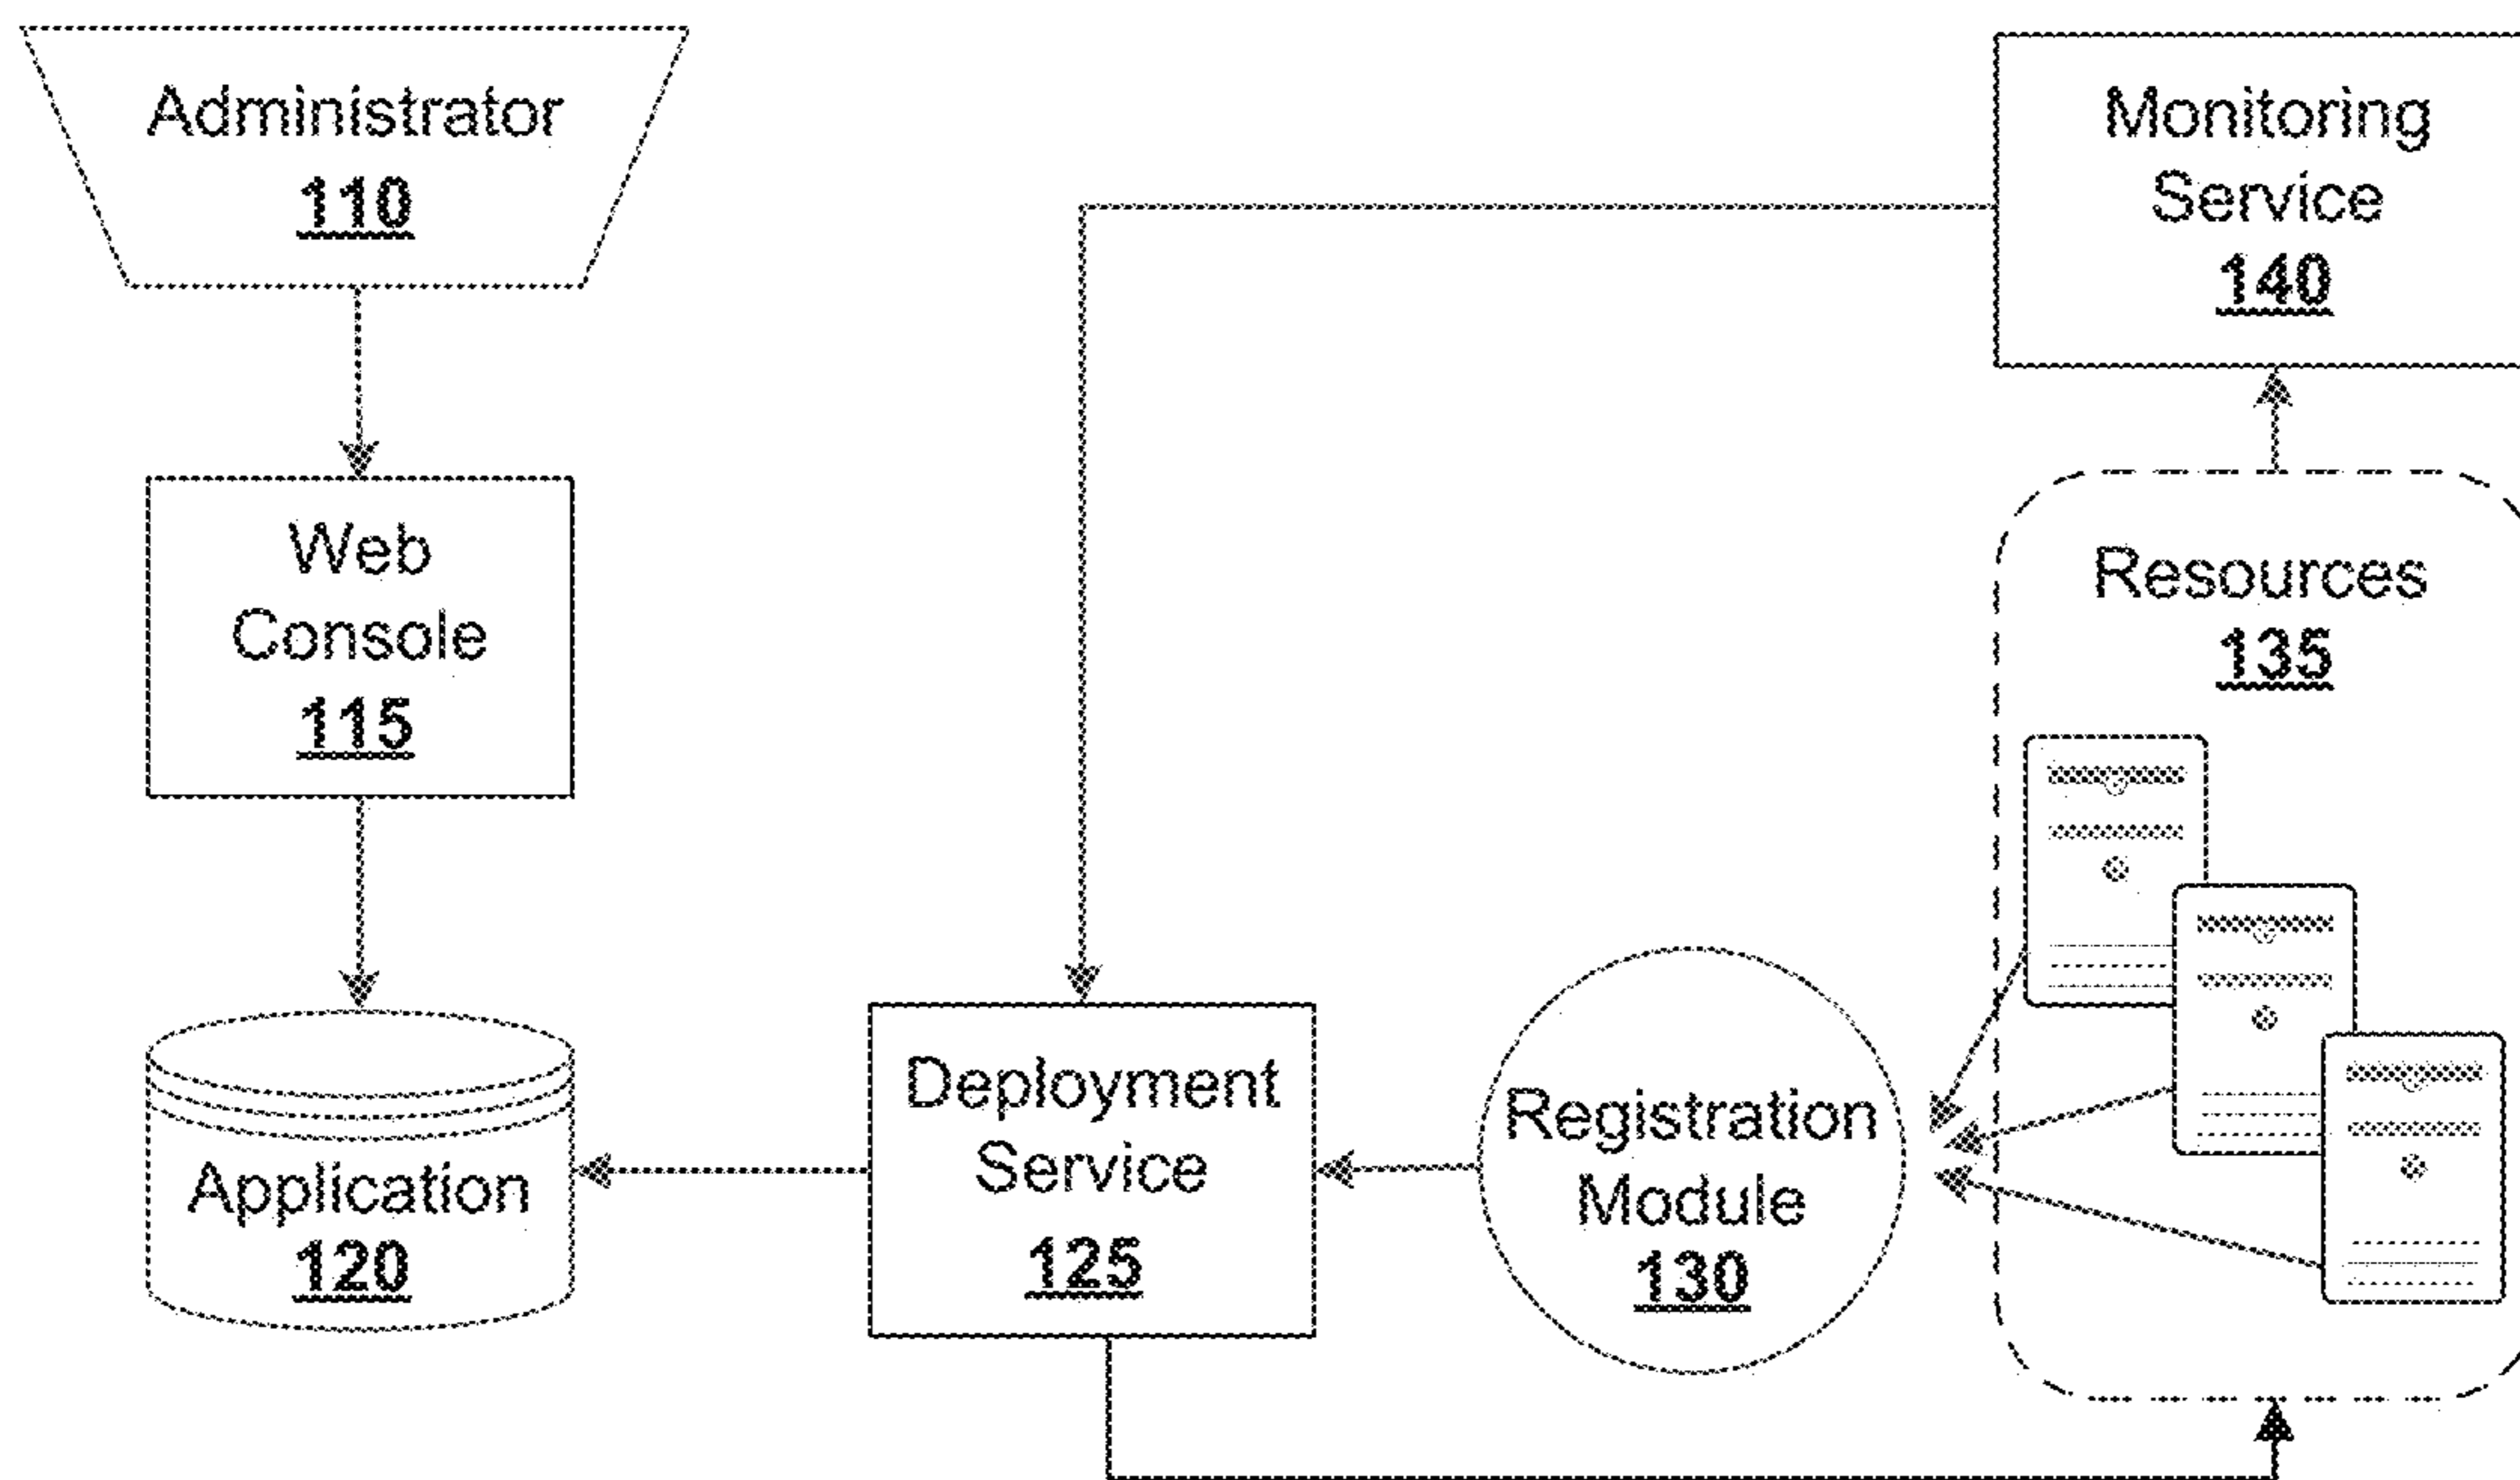 Administrator
110
Monitoring
Service
140
Web
Console
115
Resources
135
Application
120
Deployment
Service
125
Registration
Module
130